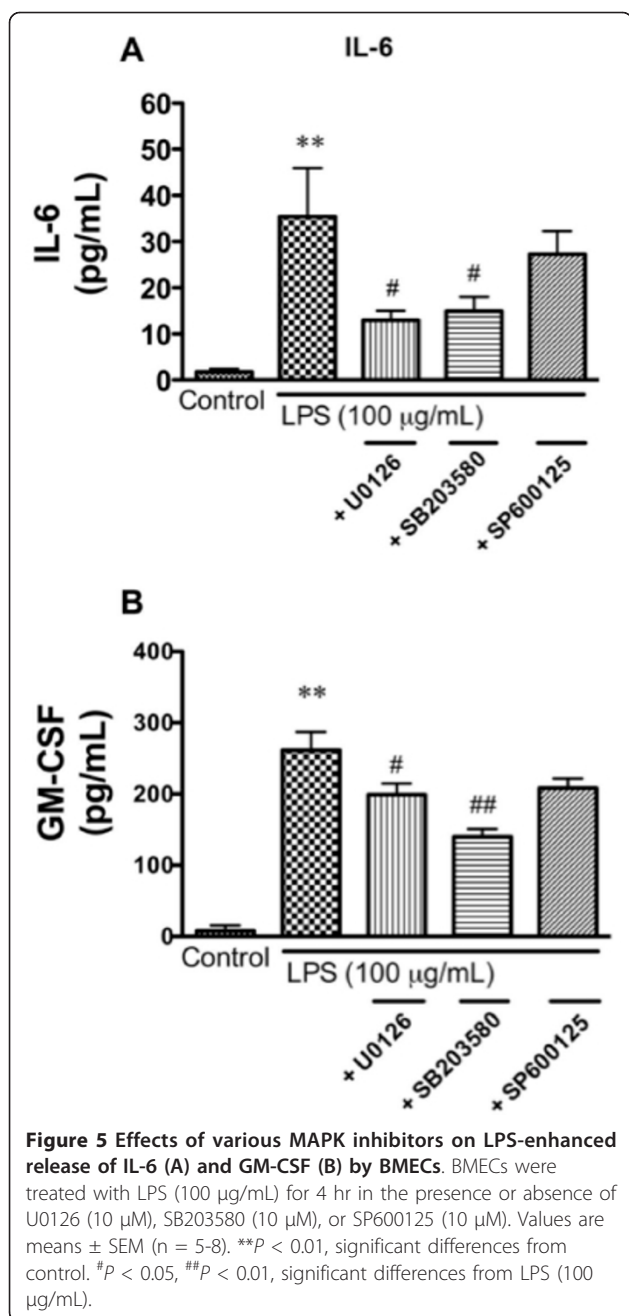 A
IL-6
IL-6
(pg/mL)
60
50
40
30
20
10
0
**
#
#
Control
LPS (100 μg/mL)
+ U0126
+ SB203580
+ SP600125
B
GM-CSF
(pg/mL)
400
300
200
100
0
**
#
##
Control
LPS (100 μg/mL)
+ U0126
+ SB203580
+ SP600125
Figure 5 Effects of various MAPK inhibitors on LPS-enhanced
release of IL-6 (A) and GM-CSF (B) by BMECs. BMECs were
treated with LPS (100 μg/mL) for 4 hr in the presence or absence of
U0126 (10 μM), SB203580 (10 μM), or SP600125 (10 μM). Values are
means ± SEM (n = 5-8). **P < 0.01, significant differences from
control. #P < 0.05, ##P < 0.01, significant differences from LPS (100
μg/mL).